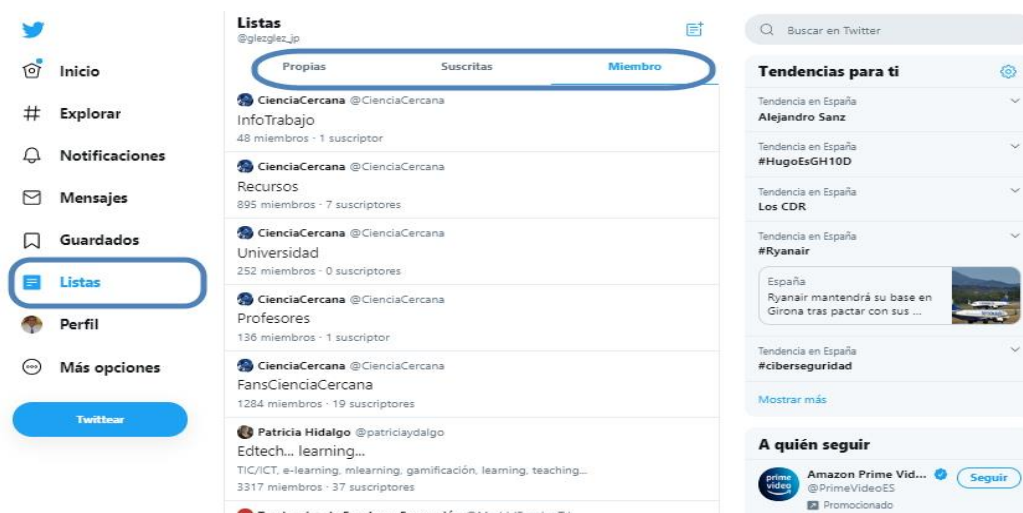 Inicio
Explorar
Notificaciones
Mensajes
Guardados
Listas
Perfil
Más opciones
Twittear
Listas
@glezglez_jp
Propias Suscritas Miembro
CienciaCercana @CienciaCercana
InfoTrabajo
48 miembros · 1 suscriptor
CienciaCercana @CienciaCercana
Recursos
895 miembros · 7 suscriptores
CienciaCercana @CienciaCercana
Universidad
252 miembros · 0 suscriptores
CienciaCercana @CienciaCercana
Profesores
136 miembros · 1 suscriptor
CienciaCercana @CienciaCercana
FansCienciaCercana
1284 miembros · 19 suscriptores
Patricia Hidalgo @patriciaydalgo
Edtech... learning...
TIC/ICT, e-learning, mlearning, gamificación, learning, teaching...
3317 miembros · 37 suscriptores
Buscar en Twitter
Tendencias para ti
Tendencia en España
Alejandro Sanz
Tendencia en España
#HugoEsGH10D
Tendencia en España
Los CDR
Tendencia en España
#Ryanair
España
Ryanair mantendrá su base en
Girona tras pactar con sus ...
Tendencia en España
#ciberseguridad
Mostrar más
A quién seguir
prime
video
Amazon Prime Vid...
Seguir
@PrimeVideoES
Promocionado